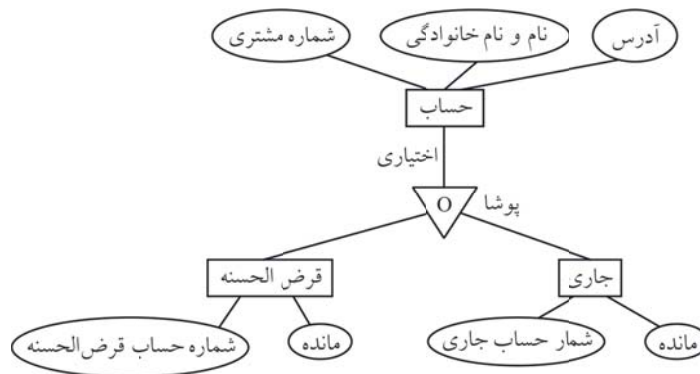 آدرس
نام و نام خانوادگی
شماره مشتری
حساب
اختیاری
پوشا
O
جاری
قرض الحسنه
مانده
شمار حساب جاری
مانده
شماره حساب قرض‌الحسنه